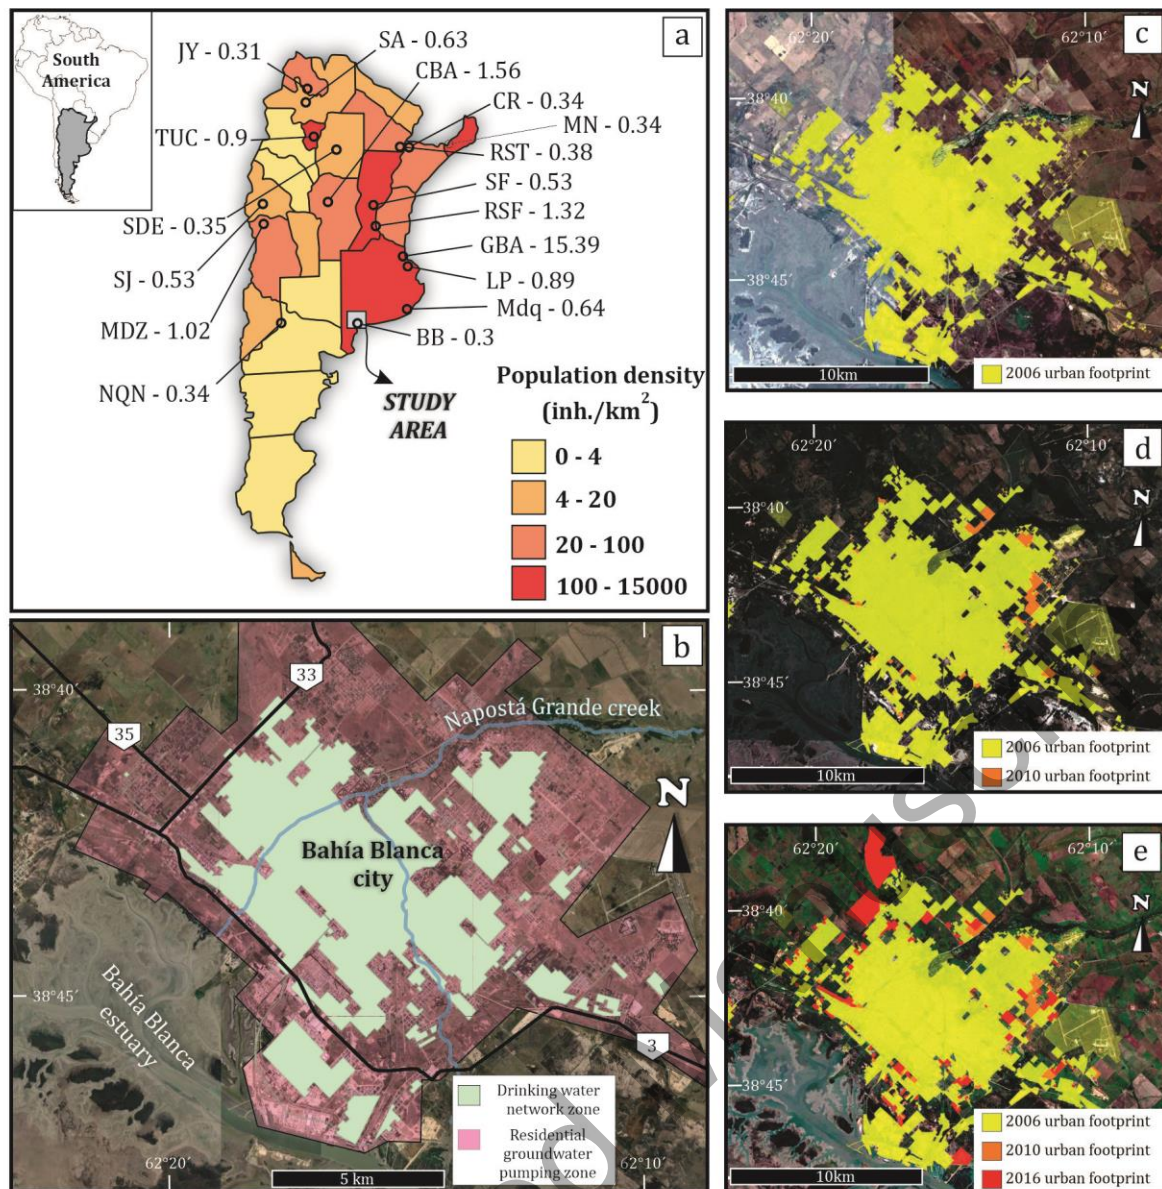 South
America
a
JY - 0.31
SA - 0.63
CBA - 1.56
CR - 0.34
MN - 0.34
TUC - 0.9
RST - 0.38
SF - 0.53
RSF - 1.32
SDE - 0.35
GBA - 15.39
SJ - 0.53
LP - 0.89
Mdq - 0.64
MDZ - 1.02
BB - 0.3
NQN - 0.34
STUDY
AREA
Population density
(inh./km²)
0 - 4
4 - 20
20 - 100
100 - 15000
b
33
35
3
38°40´
38°45´
Napostá Grande creek
N
Bahía Blanca
city
Bahía Blanca
estuary
Drinking water
network zone
Residential
groundwater
pumping zone
62°20´
5 km
62°10´
c
62°20´
62°10´
N
38°40´
38°45´
10km
2006 urban footprint
d
62°20´
62°10´
N
38°40´
38°45´
10km
2006 urban footprint
2010 urban footprint
e
62°20´
62°10´
N
38°40´
38°45´
10km
2006 urban footprint
2010 urban footprint
2016 urban footprint